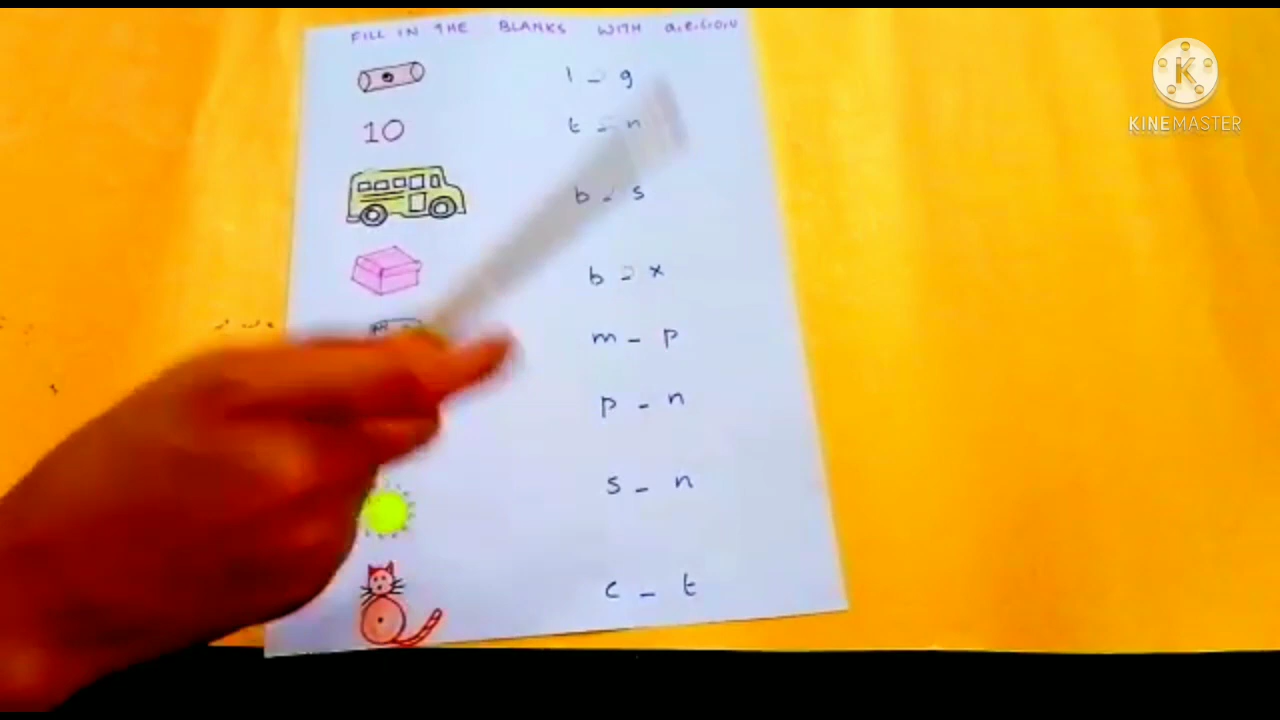 FILL IN THE BLANKS WITH a,e,i,o,u
l _ g
10 t _ n
b _ s
b _ x
m _ p
p _ n
s _ n
c _ t
K
KINEMASTER